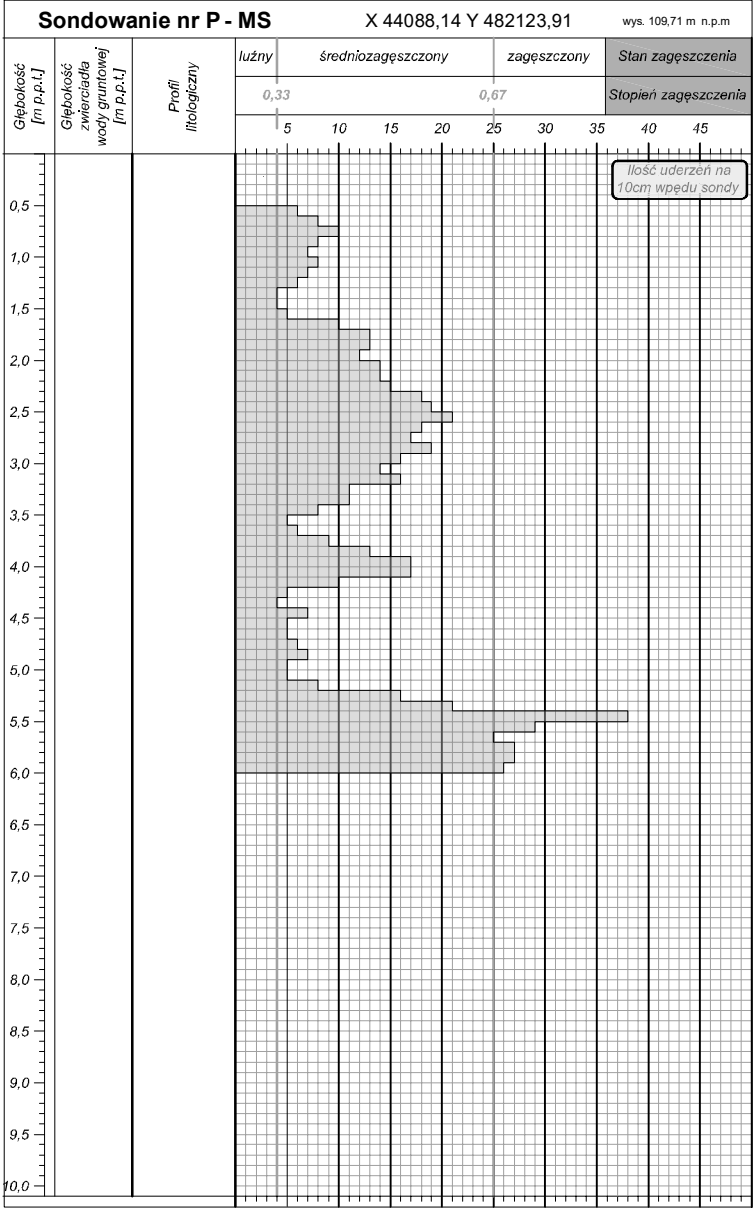 Sondowanie nr P - MS X 44088,14 Y 482123,91 wys. 109,71 m n.p.m
Głębokość
[m p.p.t.]
Głębokość
zwierciadła
wody gruntowej
[m p.p.t.]
Profil
litologiczny
luźny średniozagęszczony zagęszczony Stan zagęszczenia
0,33 0,67 Stopień zagęszczenia
5 10 15 20 25 30 35 40 45
Ilość uderzeń na
10cm wpędu sondy
0,5
1,0
1,5
2,0
2,5
3,0
3,5
4,0
4,5
5,0
5,5
6,0
6,5
7,0
7,5
8,0
8,5
9,0
9,5
10,0